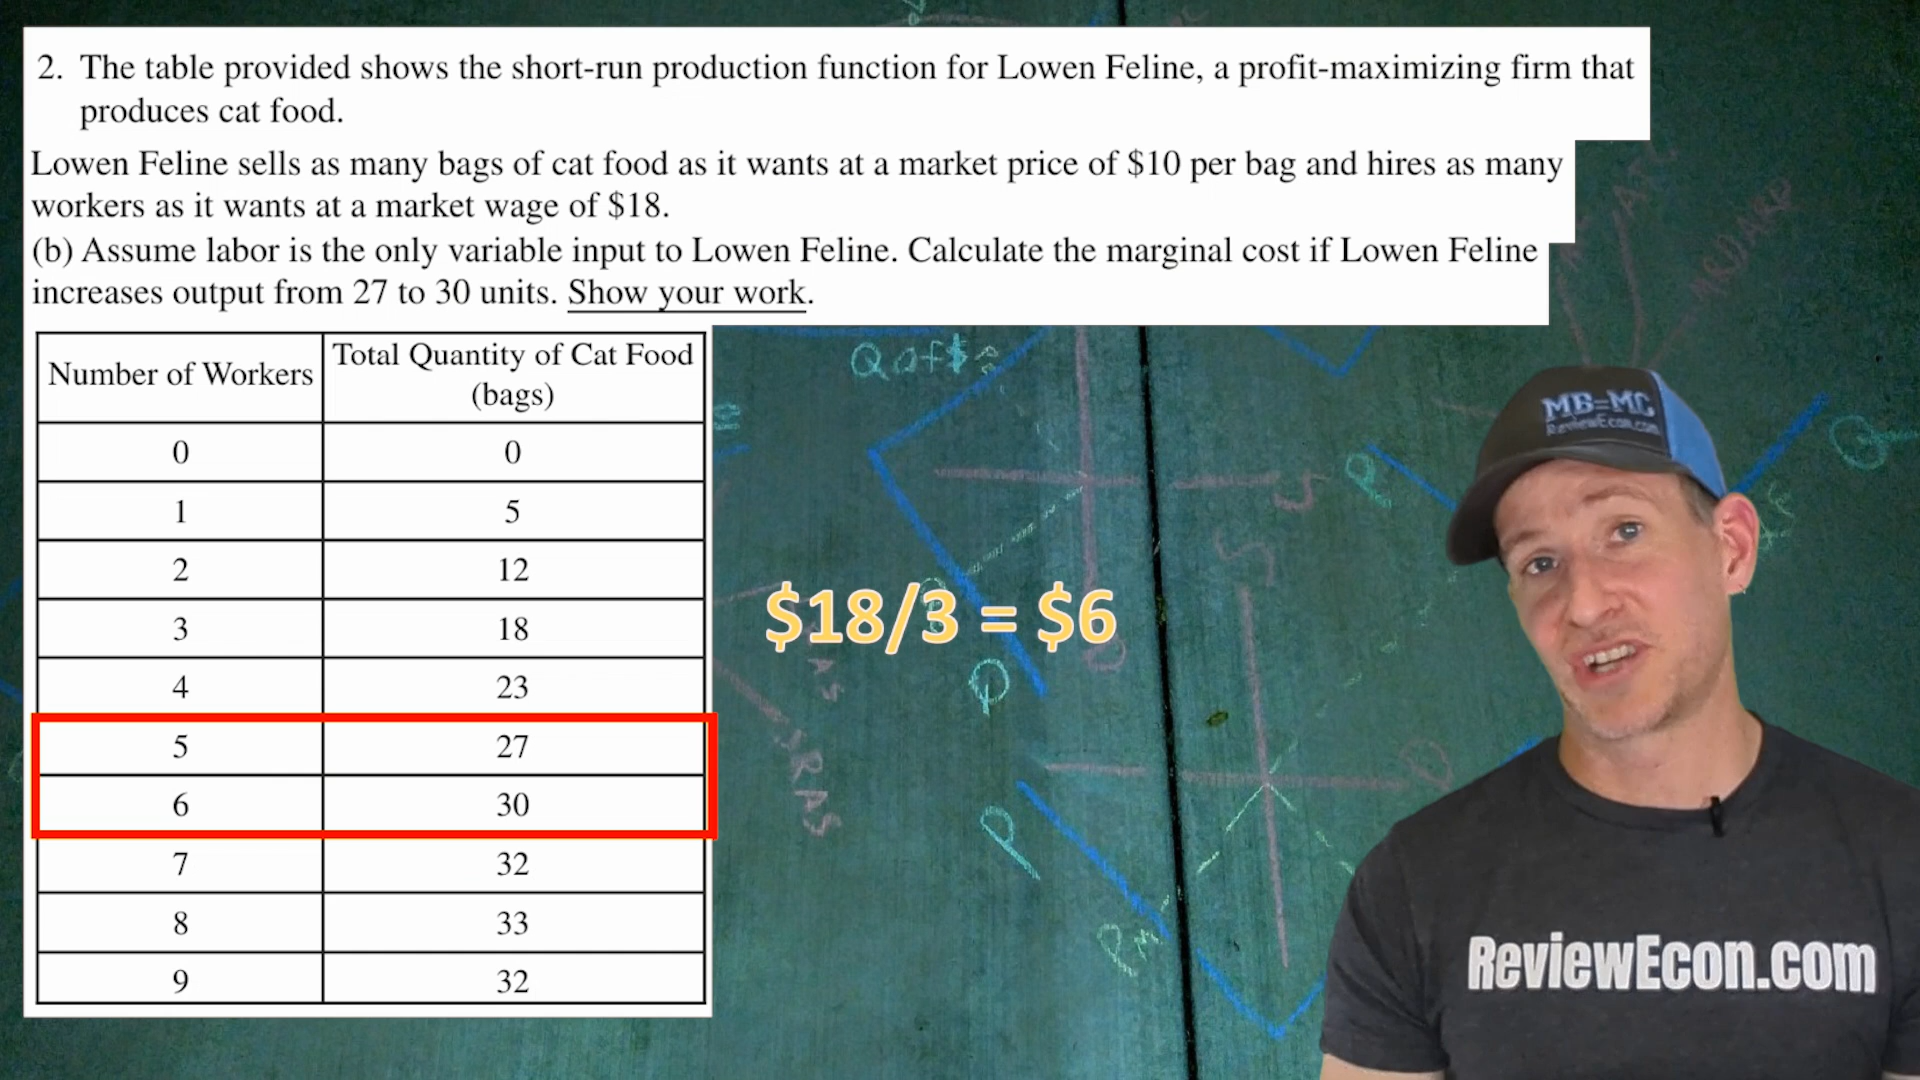 2. The table provided shows the short-run production function for Lowen Feline, a profit-maximizing firm that
produces cat food.
Lowen Feline sells as many bags of cat food as it wants at a market price of $10 per bag and hires as many
workers as it wants at a market wage of $18.
(b) Assume labor is the only variable input to Lowen Feline. Calculate the marginal cost if Lowen Feline
increases output from 27 to 30 units. Show your work.
Number of Workers Total Quantity of Cat Food
(bags)
0 0
1 5
2 12
3 18
4 23
5 27
6 30
7 32
8 33
9 32
$18/3 = $6
MB=MC
ReviewEcon.com
ReviewEcon.com
Q of $
S
P
Q
S
P